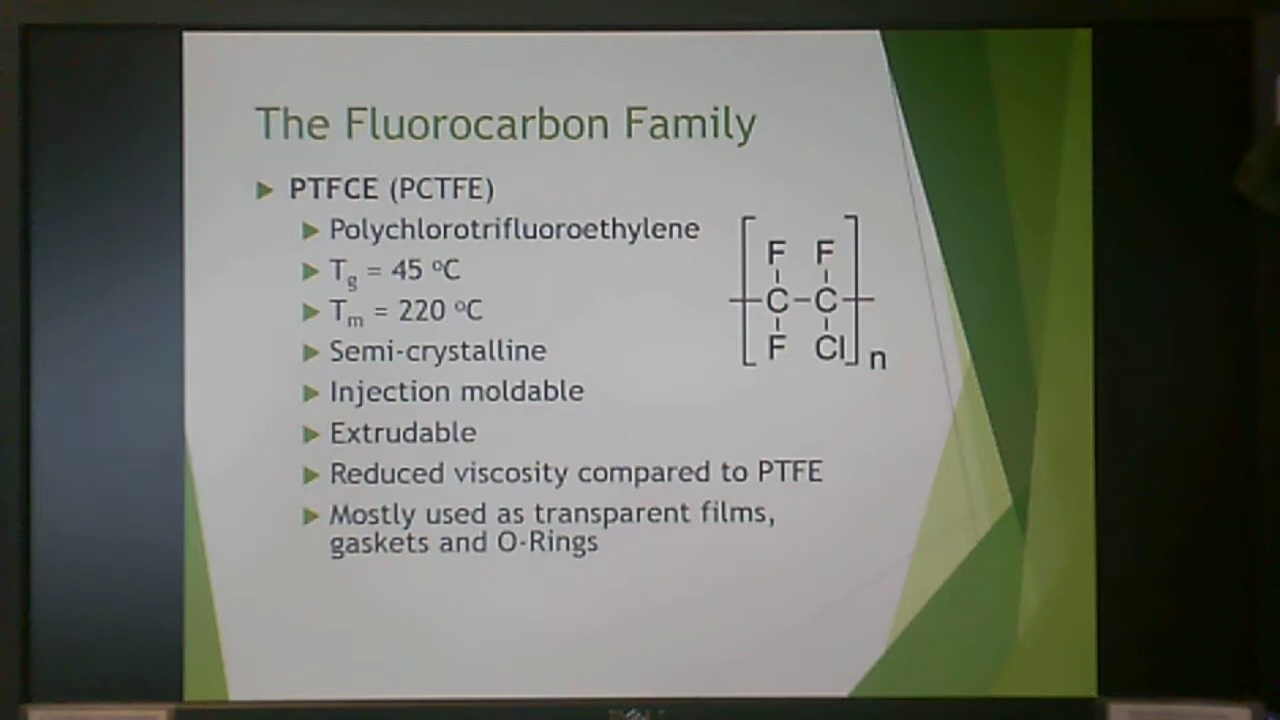 The Fluorocarbon Family
PTFCE (PCTFE)
Polychlorotrifluoroethylene
Tg = 45 ºC
Tm = 220 ºC
Semi-crystalline
Injection moldable
Extrudable
Reduced viscosity compared to PTFE
Mostly used as transparent films,
gaskets and O-Rings
F F
C-C
F Cl
n